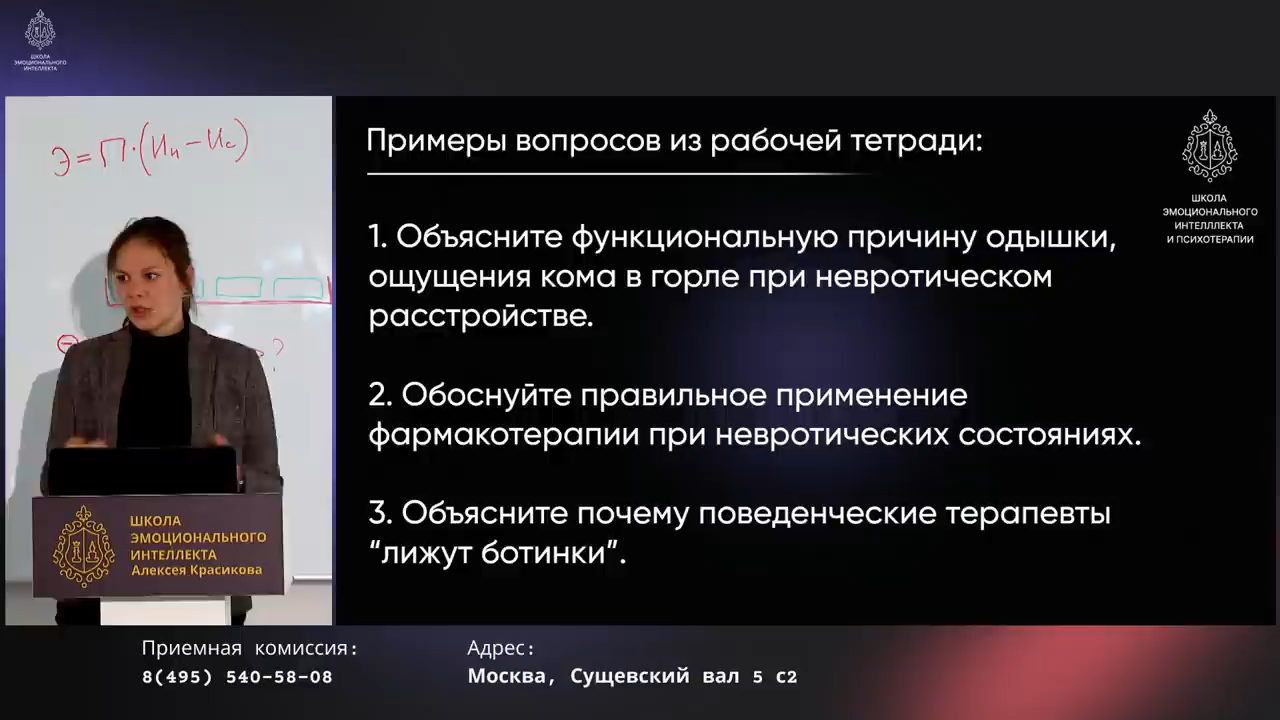 ШКОЛА
ЭМОЦИОНАЛЬНОГО
ИНТЕЛЛЕКТА
Э=П·(Ин-Ис)
?
Примеры вопросов из рабочей тетради:
1. Объясните функциональную причину одышки,
ощущения кома в горле при невротическом
расстройстве.
2. Обоснуйте правильное применение
фармакотерапии при невротических состояниях.
3. Объясните почему поведенческие терапевты
“лижут ботинки”.
ШКОЛА
ЭМОЦИОНАЛЬНОГО
ИНТЕЛЛЛЕКТА
И ПСИХОТЕРАПИИ
ШКОЛА
ЭМОЦИОНАЛЬНОГО
ИНТЕЛЛЕКТА
Алексея Красикова
Приемная комиссия:
8(495) 540-58-08
Адрес:
Москва, Сущевский вал 5 с2